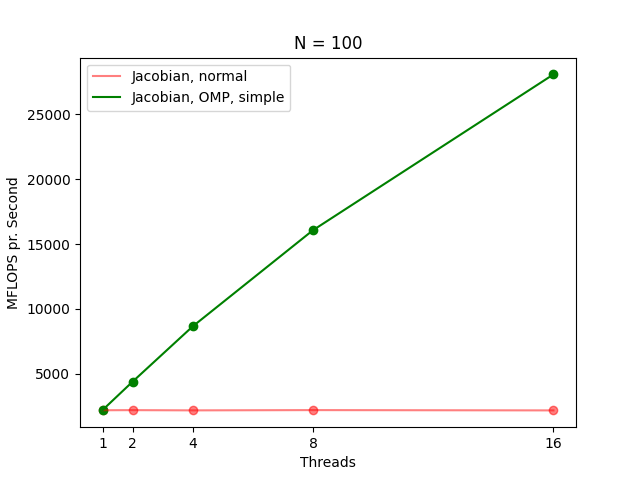 N = 100
Jacobian, normal
Jacobian, OMP, simple
25000
20000
15000
10000
5000
MFLOPS pr. Second
1 2 4 8 16
Threads